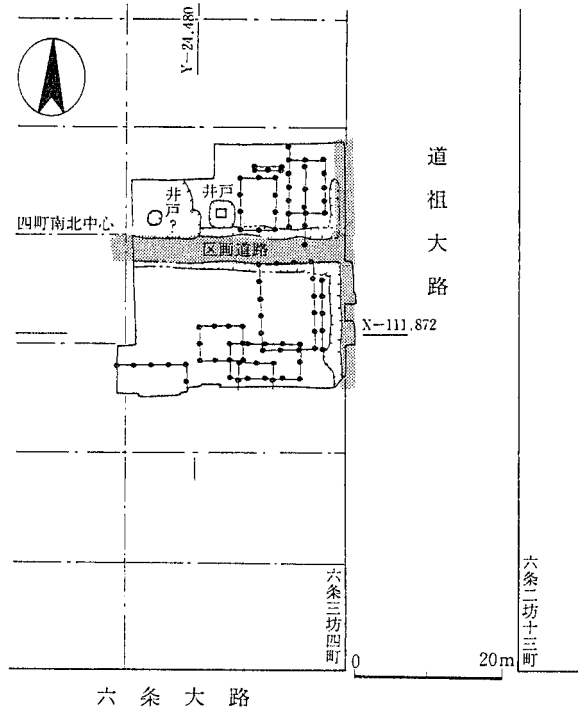 Y-24.480
道祖大路
井戸?
井戸
四町南北中心
区画道路
X-111.872
六条三坊四町
六条二坊十三町
0 20m
六条大路